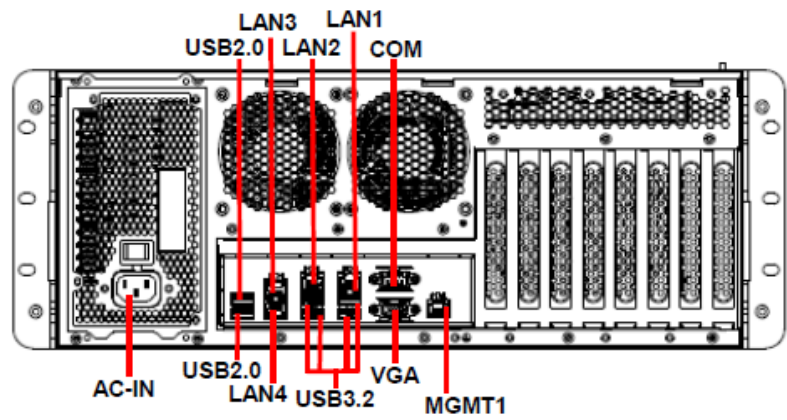 LAN3 LAN1
USB2.0 LAN2 COM
AC-IN USB2.0 LAN4 USB3.2 VGA MGMT1